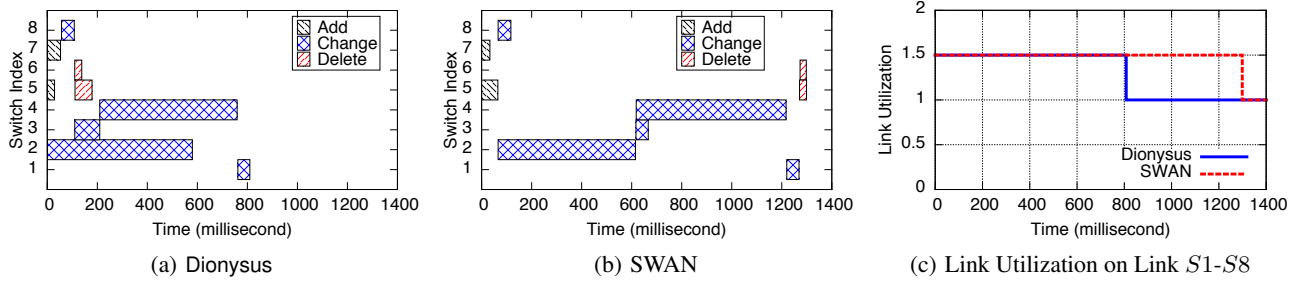 8
7
6
5
4
3
2
1
Switch Index
Add
Change
Delete
0 200 400 600 800 1000 1200 1400
Time (millisecond)
(a) Dionysus
8
7
6
5
4
3
2
1
Switch Index
Add
Change
Delete
0 200 400 600 800 1000 1200 1400
Time (millisecond)
(b) SWAN
2
1.5
1
0.5
0
Link Utilization
Dionysus
SWAN
0 200 400 600 800 1000 1200 1400
Time (millisecond)
(c) Link Utilization on Link S1-S8